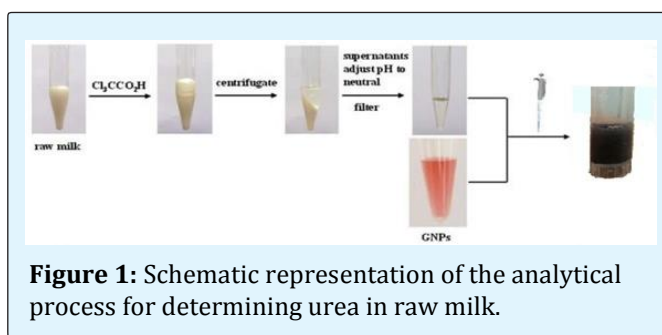 supernatants
adjust pH to
neutral
Cl3CCO2H
centrifugate
filter
raw milk
GNPs
Figure 1: Schematic representation of the analytical
process for determining urea in raw milk.